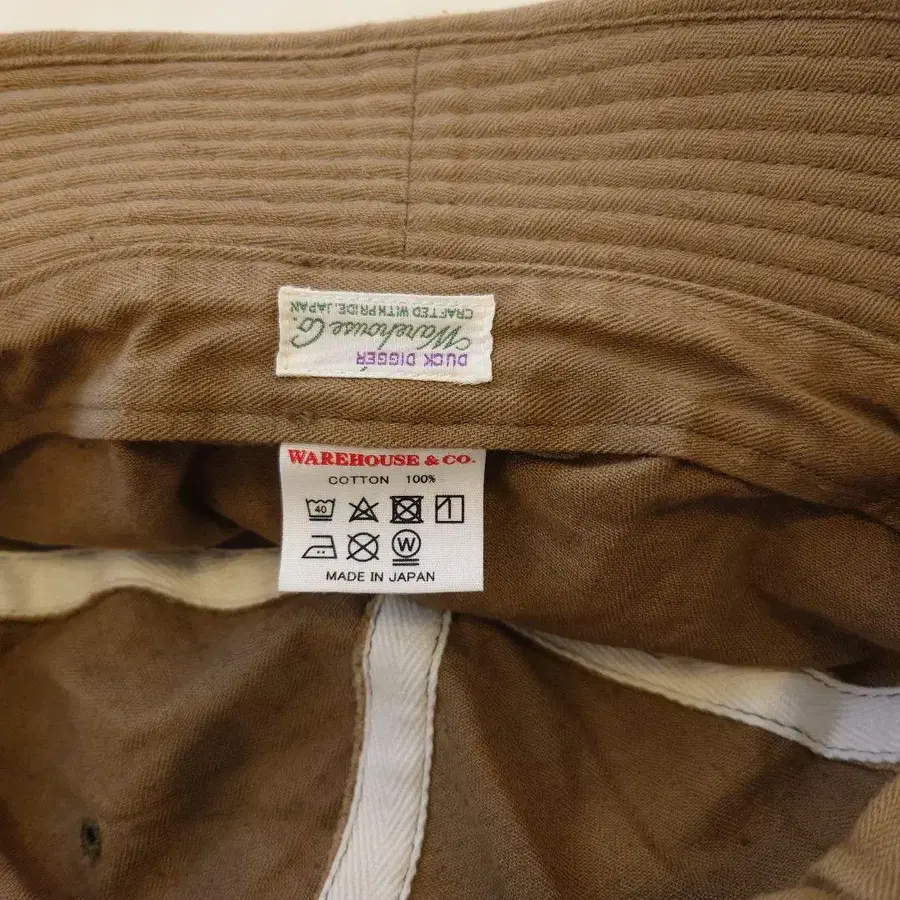 DUCK DIGGER
Warehouse Co.
CRAFTED WITH PRIDE. JAPAN
WAREHOUSE & CO.
COTTON 100%
40
W
MADE IN JAPAN